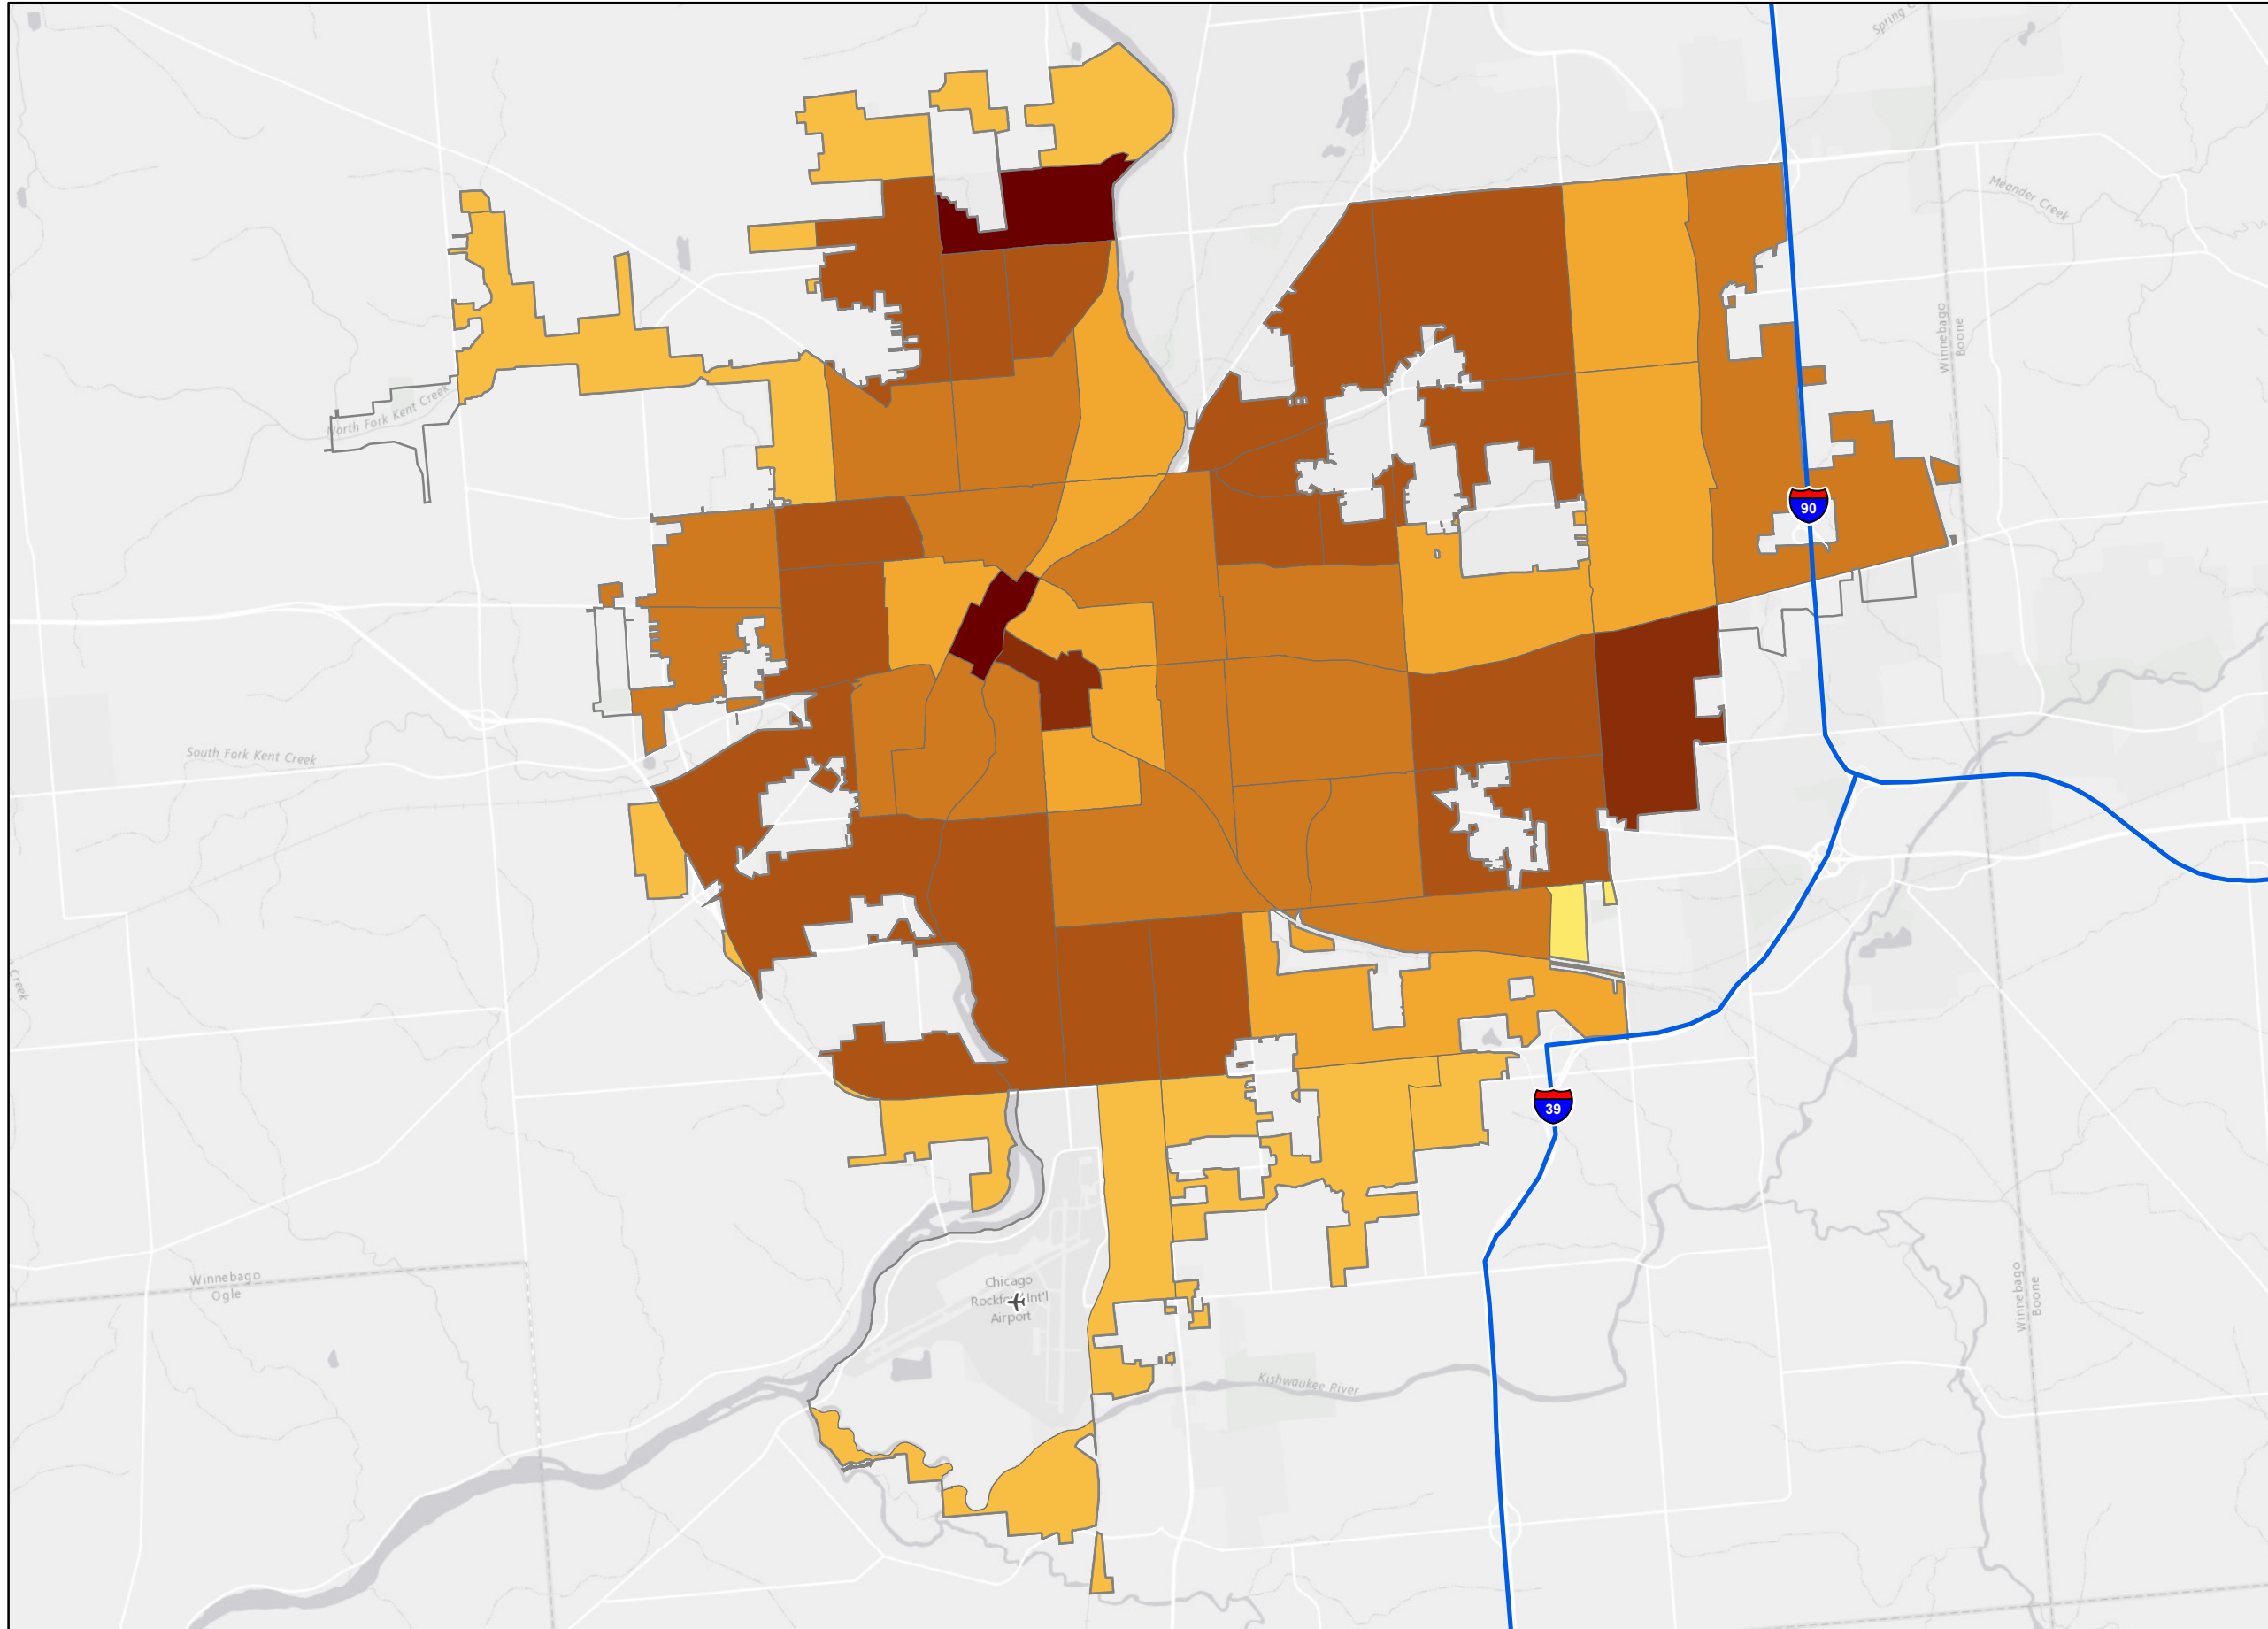 Spring C
Meander Creek
Winnebago
Boone
North Fork Kent Creek
90
South Fork Kent Creek
Creek
39
Winnebago
Ogle
Chicago
Rockford Int'l
Airport
Winnebago
Boone
Kishwaukee River